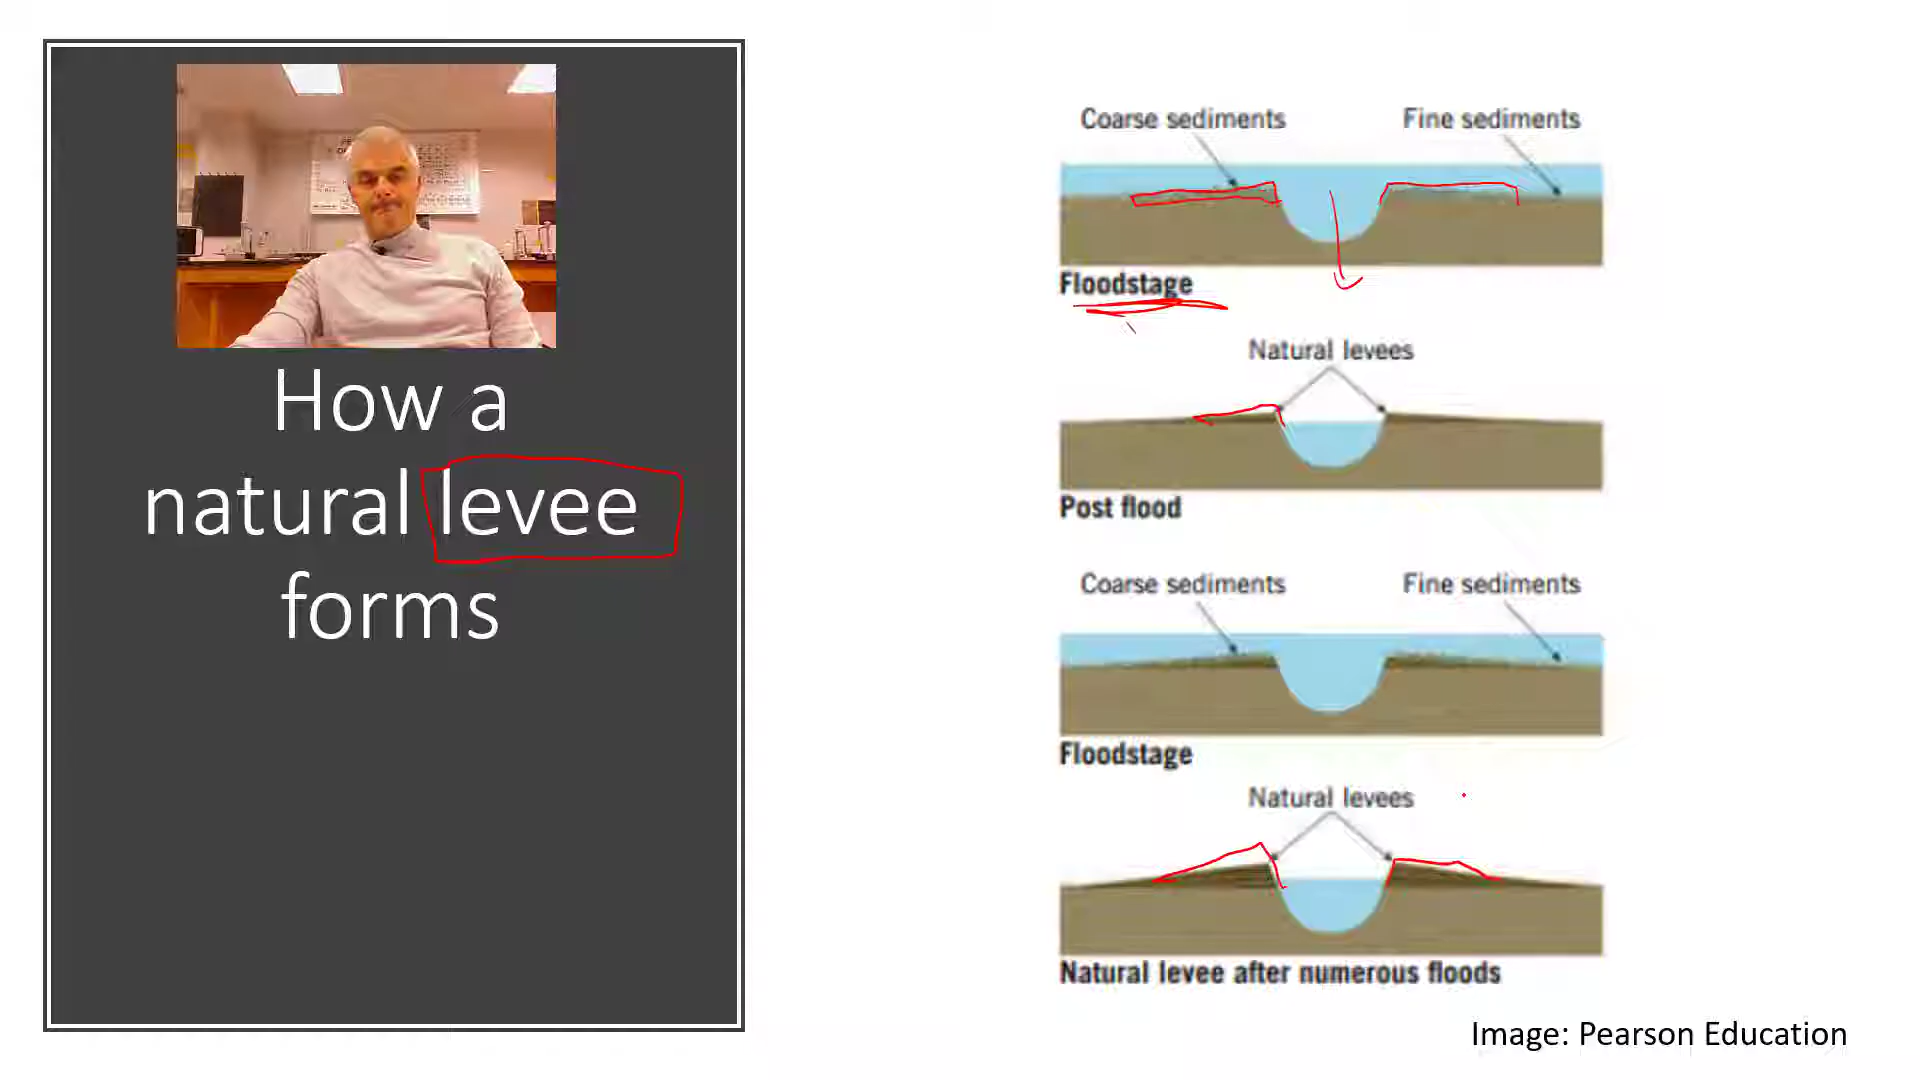 How a
natural levee
forms
Coarse sediments
Fine sediments
Floodstage
Natural levees
Post flood
Coarse sediments
Fine sediments
Floodstage
Natural levees
Natural levee after numerous floods
Image: Pearson Education